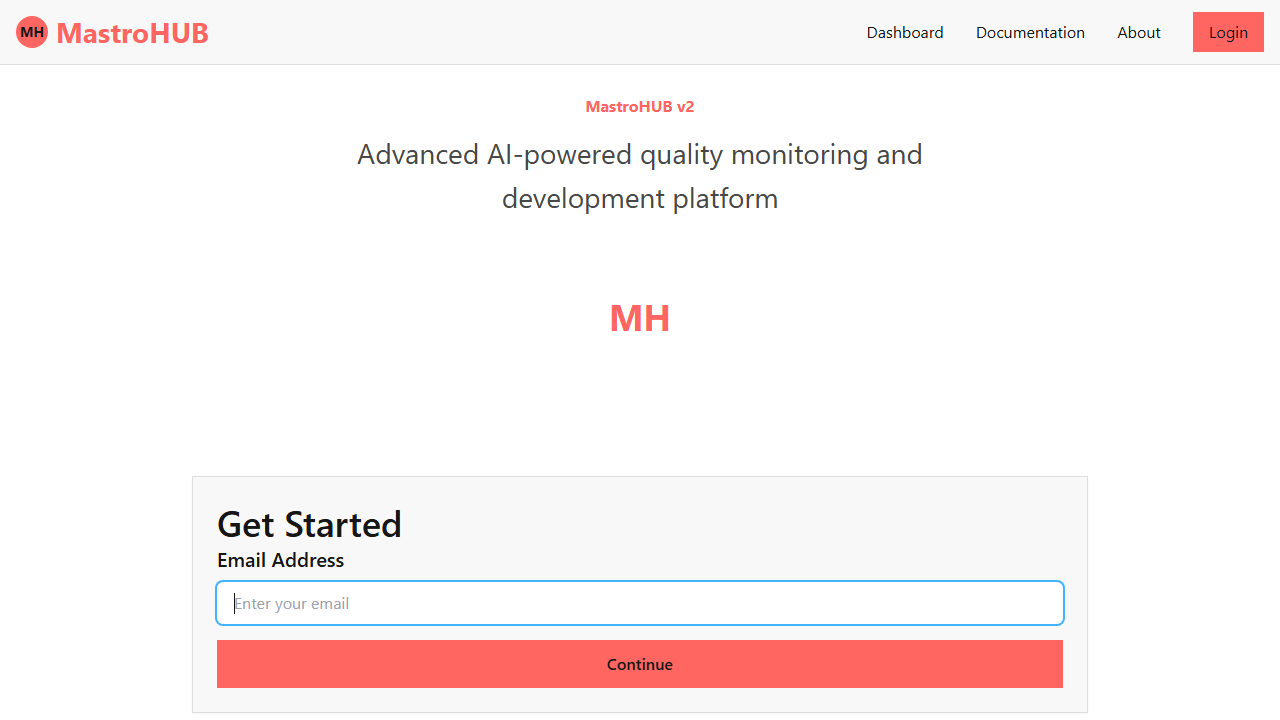 MH MastroHUB
Dashboard Documentation About Login
MastroHUB v2
Advanced AI-powered quality monitoring and
development platform
MH
Get Started
Email Address
Enter your email
Continue